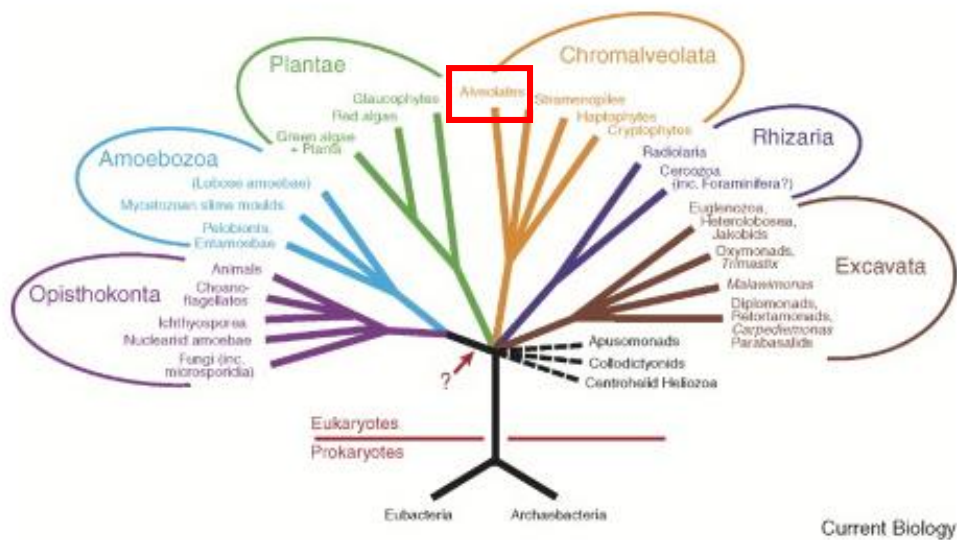 Plantae
Chromalveolata
Glaucophytes
Alveolates
Stramenopiles
Red algae
Haptophytes
Green algae
+ Plants
Cryptophytes
Rhizaria
Amoebozoa
Radiolaria
(Lobose amoebae)
Cercozoa
(inc. Foraminifera?)
Mycetozoan slime moulds
Pelobionts,
Entamoebae
Euglenozoa,
Heterolobosea,
Jakobids
Oxymonads,
Trimastix
Excavata
Opisthokonta
Animals
Choano-
flagellates
Ichthyosporea
Nucleariid amoebae
Fungi (inc.
microsporidia)
Malawimonas
Diplomonads,
Retortamonads,
Carpediemonas
Parabasalids
Apusomonads
Collodictyonids
Centrohelid Heliozoa
?
Eukaryotes
Prokaryotes
Eubacteria
Archaebacteria
Current Biology